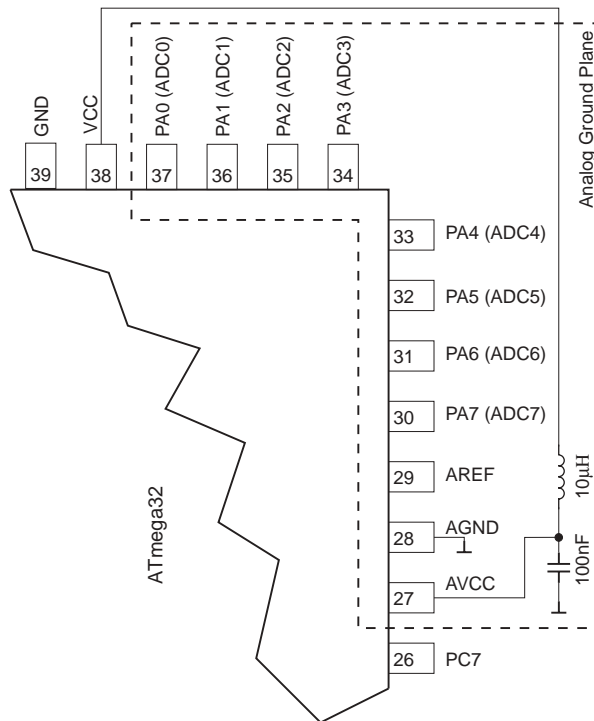 Analog Ground Plane
GND
VCC
PA0 (ADC0)
PA1 (ADC1)
PA2 (ADC2)
PA3 (ADC3)
39
38
37
36
35
34
33 PA4 (ADC4)
32 PA5 (ADC5)
31 PA6 (ADC6)
30 PA7 (ADC7)
29 AREF
28 AGND
27 AVCC
26 PC7
10μH
100nF
ATmega32